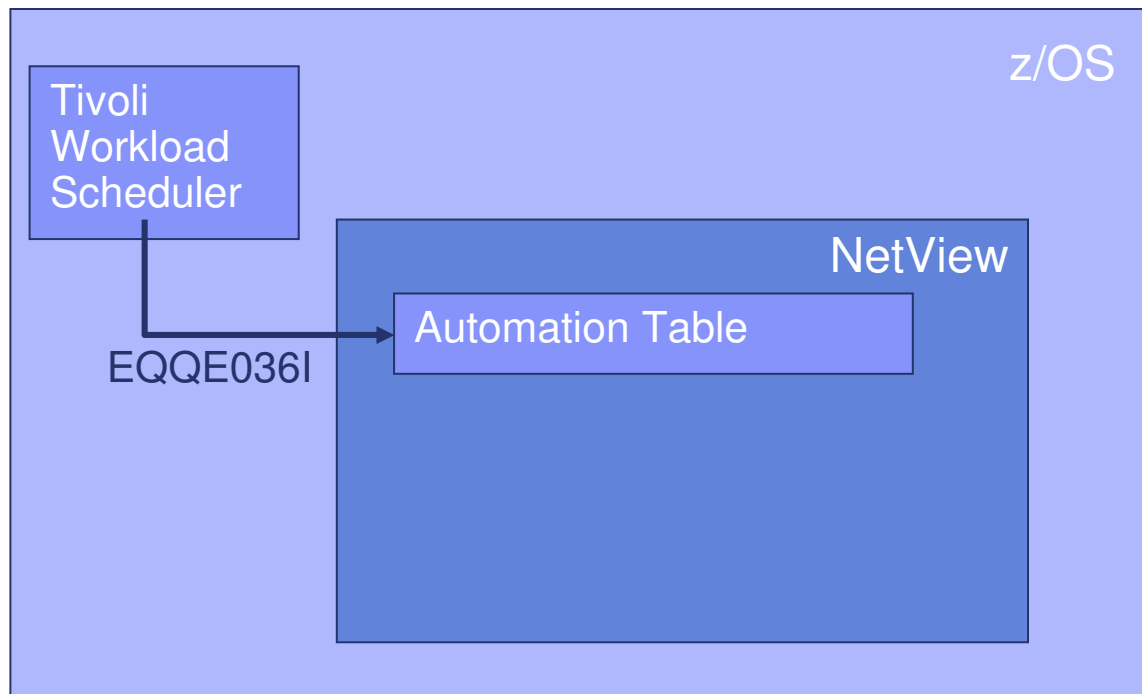 z/OS
Tivoli
Workload
Scheduler
NetView
Automation Table
EQQE036I